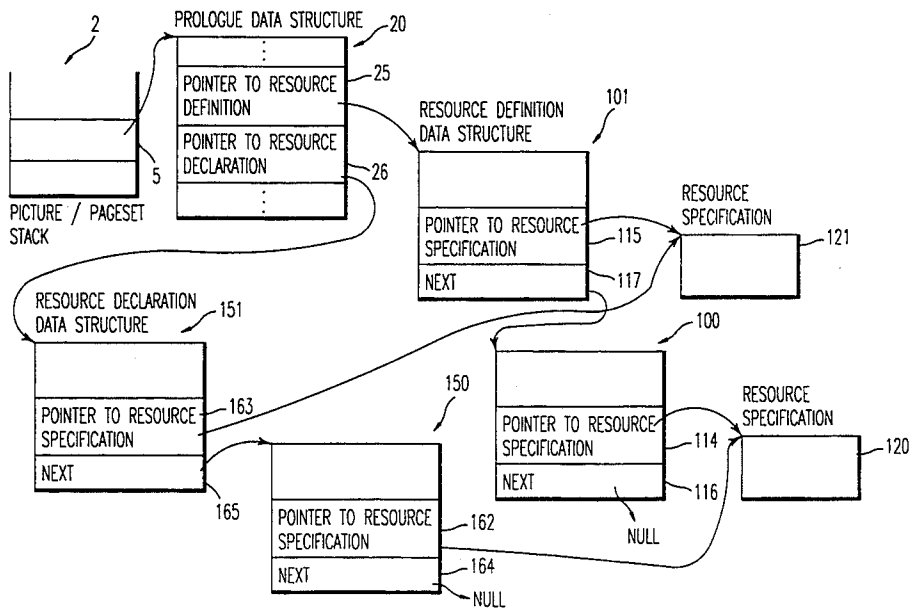 2
PROLOGUE DATA STRUCTURE
20
25
POINTER TO RESOURCE
DEFINITION
POINTER TO RESOURCE
DECLARATION
26
5
PICTURE / PAGESET
STACK
RESOURCE DEFINITION
DATA STRUCTURE
101
POINTER TO RESOURCE
SPECIFICATION
115
NEXT
117
RESOURCE
SPECIFICATION
121
RESOURCE DECLARATION
DATA STRUCTURE
151
POINTER TO RESOURCE
SPECIFICATION
163
NEXT
165
150
POINTER TO RESOURCE
SPECIFICATION
162
NEXT
164
NULL
100
POINTER TO RESOURCE
SPECIFICATION
114
NEXT
116
NULL
RESOURCE
SPECIFICATION
120